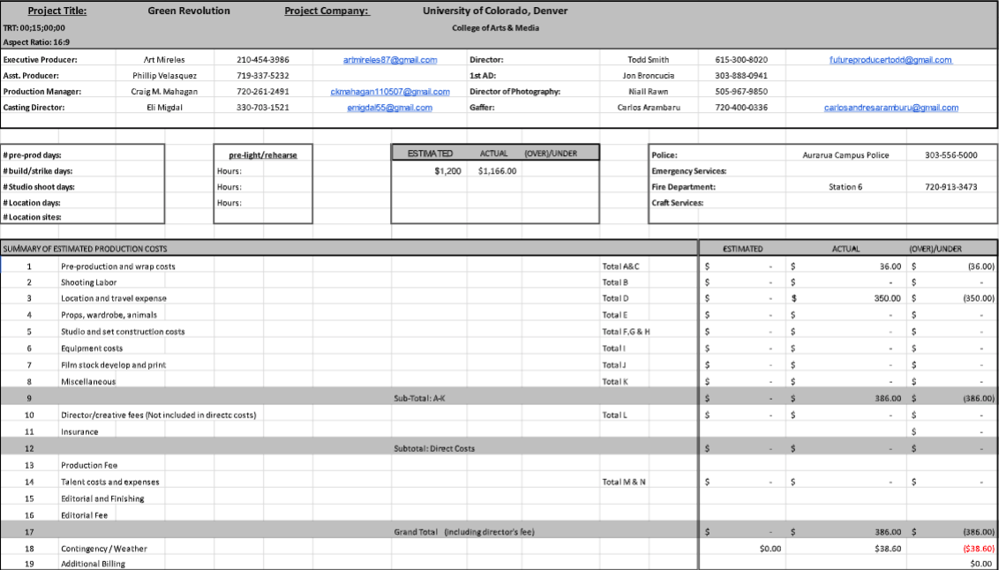 Project Title: Green Revolution Project Company: University of Colorado, Denver
TRT: 00;15;00;00 College of Arts & Media
Aspect Ratio: 16:9
Executive Producer: Art Mireles 210-454-3986 artmireles87@gmail.com Director: Todd Smith 615-300-8020 futureproducertodd@gmail.com
Asst. Producer: Phillip Velasquez 719-337-5232 1st AD: Jon Broncucia 303-888-0941
Production Manager: Craig M. Mahagan 720-261-2491 ckmahagan110507@gmail.com Director of Photography: Niall Rawn 505-967-9850
Casting Director: Eli Migdal 330-703-1521 emigdal55@gmail.com Gaffer: Carlos Arambaru 720-400-0336 carlosandresaramburu@gmail.com
# pre-prod days: pre-light/rehearse ESTIMATED ACTUAL (OVER)/UNDER Police: Aurarua Campus Police 303-556-5000
# build/strike days: Hours: $1,200 $1,166.00 Emergency Services:
# Studio shoot days: Hours: Fire Department: Station 6 720-913-3473
# Location days: Hours: Craft Services:
# Location sites:
SUMMARY OF ESTIMATED PRODUCTION COSTS ESTIMATED ACTUAL (OVER)/UNDER
1 Pre-production and wrap costs Total A&C $ - $ 36.00 $ (36.00)
2 Shooting Labor Total B $ - $ - $ -
3 Location and travel expense Total D $ - $ 350.00 $ (350.00)
4 Props, wardrobe, animals Total E $ - $ - $ -
5 Studio and set construction costs Total F,G & H $ - $ - $ -
6 Equipment costs Total I $ - $ - $ -
7 Film stock develop and print Total J $ - $ - $ -
8 Miscellaneous Total K $ - $ - $ -
9 Sub-Total: A-K $ - $ 386.00 $ (386.00)
10 Director/creative fees (Not included in directc costs) Total L $ - $ - $ -
11 Insurance $ -
12 Subtotal: Direct Costs $ - $ - $ -
13 Production Fee
14 Talent costs and expenses Total M & N $ - $ - $ -
15 Editorial and Finishing
16 Editorial Fee
17 Grand Total (including director's fee) $ - $ 386.00 $ (386.00)
18 Contingency / Weather $0.00 $38.60 ($38.60)
19 Additional Billing $0.00